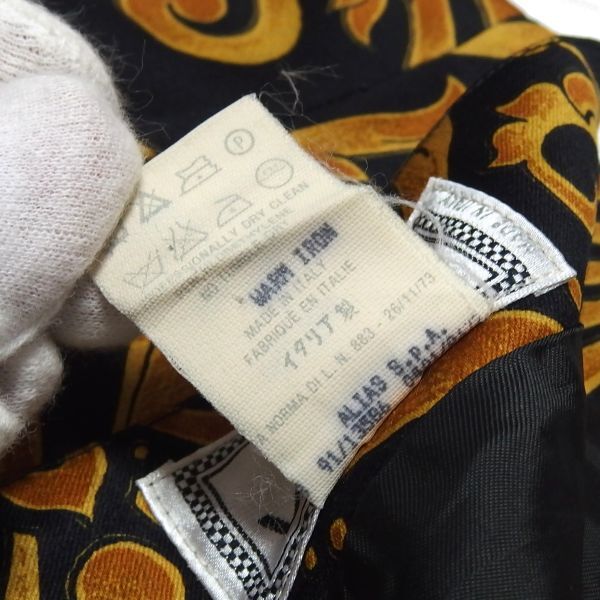 P
DRY CLEAN
WARM IRON
MADE IN ITALY
FABRIQUE EN ITALIE
イタリア製
A NORMA DI L. N. 883 - 26/11/73
ALIAS S.P.A.